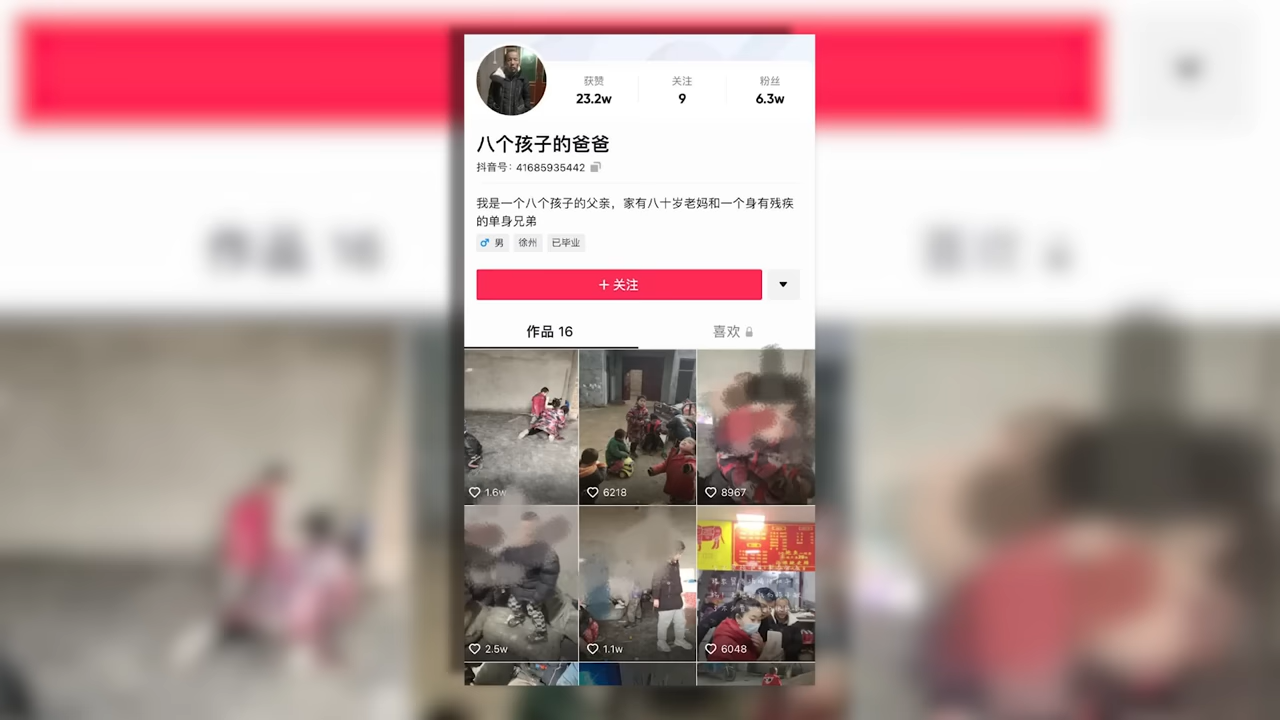 获赞 关注 粉丝
23.2w 9 6.3w
八个孩子的爸爸
抖音号：41685935442
我是一个八个孩子的父亲，家有八十岁老妈和一个身有残疾
的单身兄弟
男 徐州 已毕业
+ 关注
作品 16 喜欢
1.6w 6218 8967
2.5w 1.1w 6048
作品 16